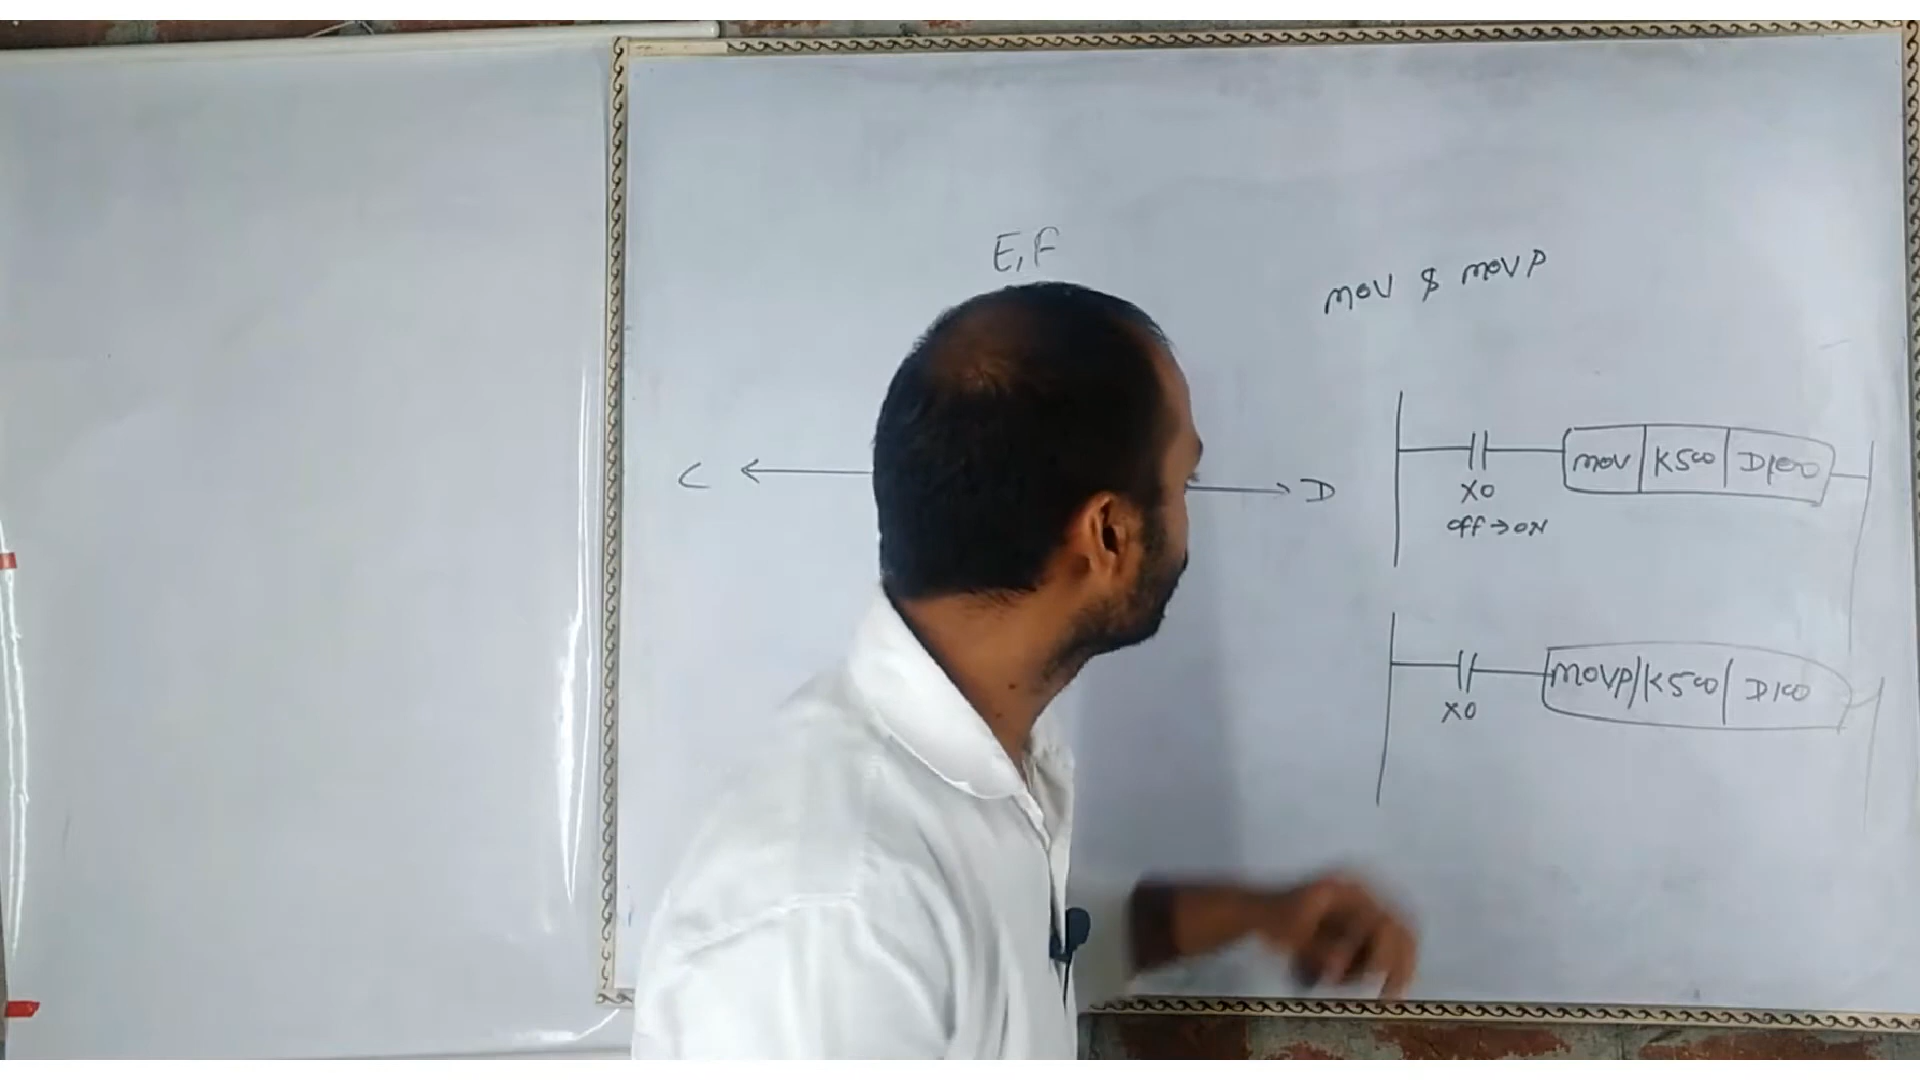 E, F
MOV $ MOVP
C
D
MOV K500 D100
X0
OFF → ON
MOVP K500 D100
X0